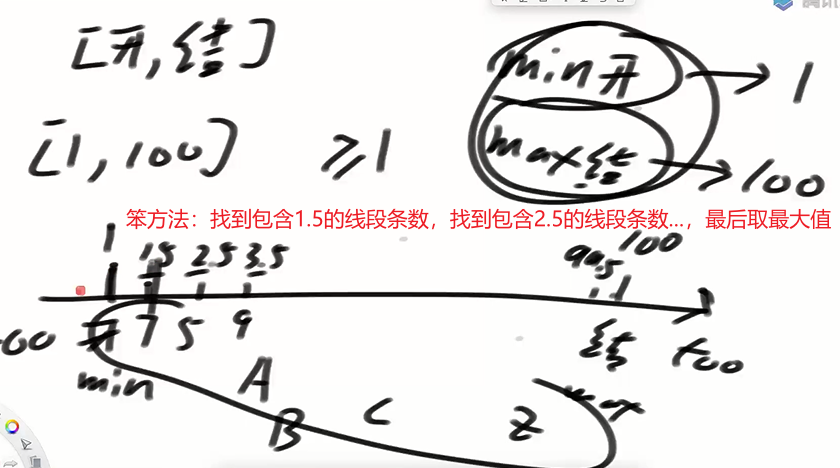 [开,结]
min开 → 1
[1,100] ≥1
max结 → 100
笨方法：找到包含1.5的线段条数，找到包含2.5的线段条数...，最后取最大值
1 1.5 2.5 3.5 99.5 100
开 7 5 9 结 +∞
min A B C Z max